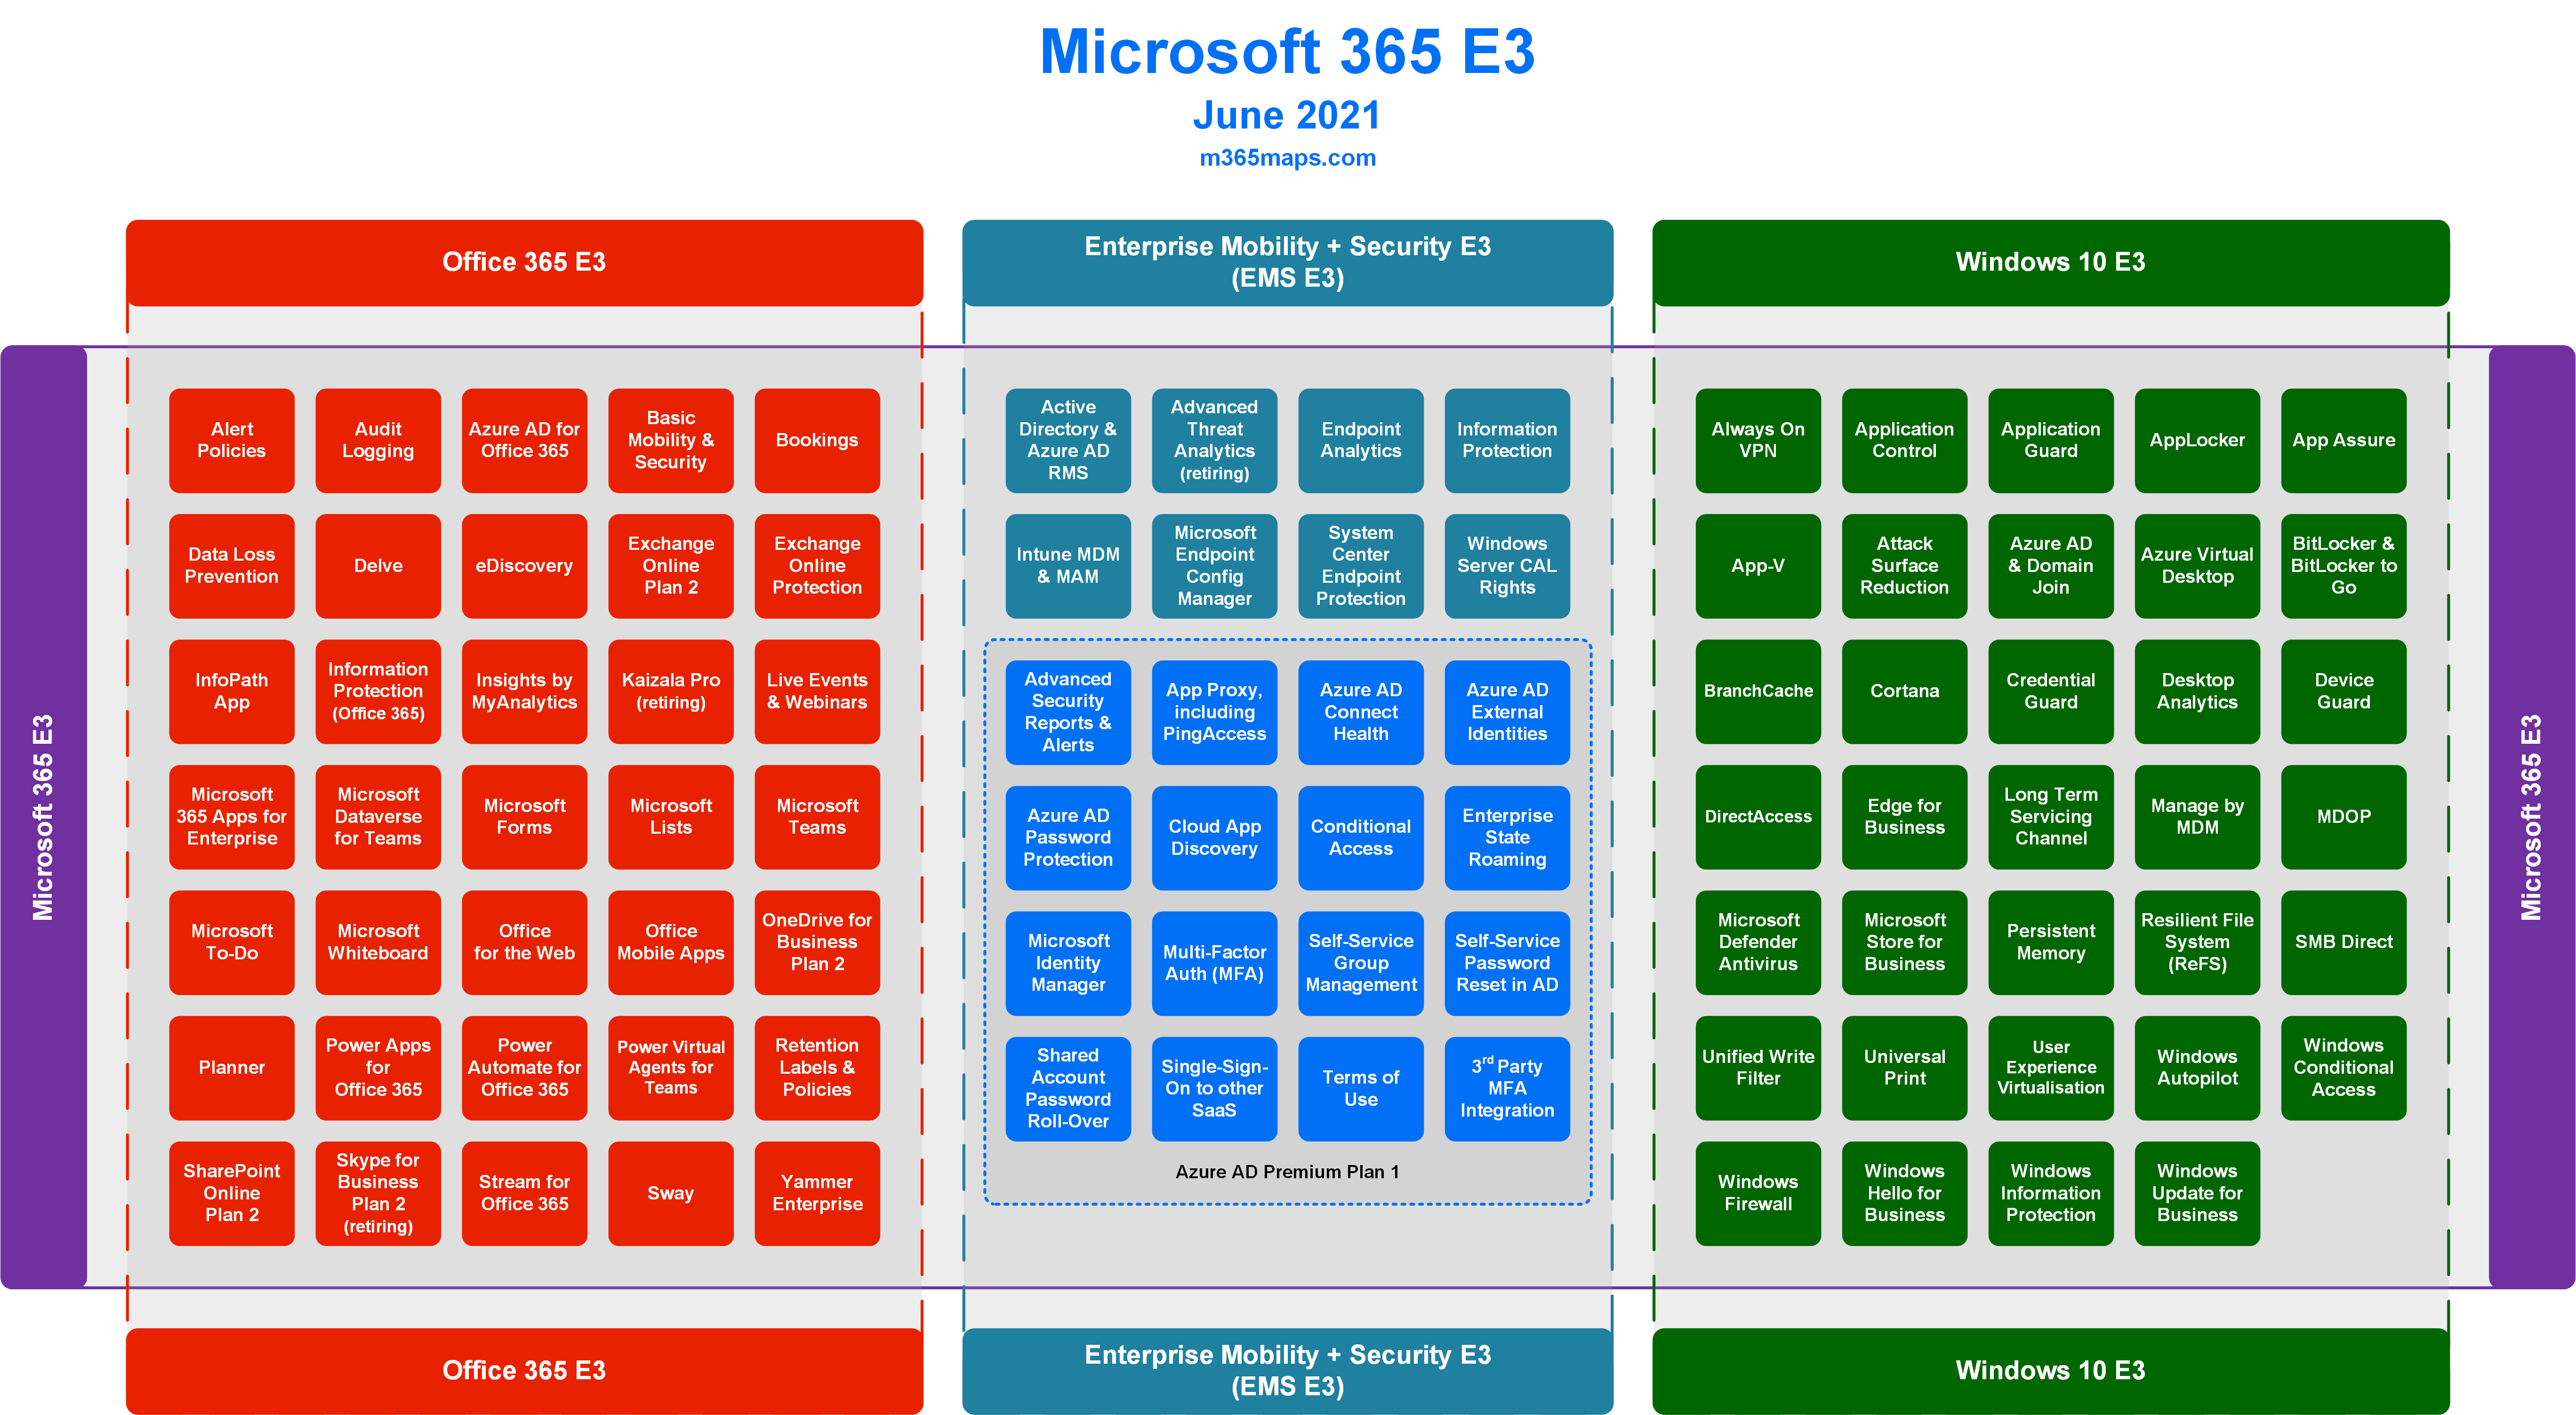 Microsoft 365 E3
June 2021
m365maps.com
Office 365 E3
Enterprise Mobility + Security E3
(EMS E3)
Windows 10 E3
Microsoft 365 E3
Alert
Policies
Audit
Logging
Azure AD for
Office 365
Basic
Mobility &
Security
Bookings
Data Loss
Prevention
Delve
eDiscovery
Exchange
Online
Plan 2
Exchange
Online
Protection
InfoPath
App
Information
Protection
(Office 365)
Insights by
MyAnalytics
Kaizala Pro
(retiring)
Live Events
& Webinars
Microsoft
365 Apps for
Enterprise
Microsoft
Dataverse
for Teams
Microsoft
Forms
Microsoft
Lists
Microsoft
Teams
Microsoft
To-Do
Microsoft
Whiteboard
Office
for the Web
Office
Mobile Apps
OneDrive for
Business
Plan 2
Planner
Power Apps
for
Office 365
Power
Automate for
Office 365
Power Virtual
Agents for
Teams
Retention
Labels &
Policies
SharePoint
Online
Plan 2
Skype for
Business
Plan 2
(retiring)
Stream for
Office 365
Sway
Yammer
Enterprise
Active
Directory &
Azure AD
RMS
Advanced
Threat
Analytics
(retiring)
Endpoint
Analytics
Information
Protection
Intune MDM
& MAM
Microsoft
Endpoint
Config
Manager
System
Center
Endpoint
Protection
Windows
Server CAL
Rights
Advanced
Security
Reports &
Alerts
App Proxy,
including
PingAccess
Azure AD
Connect
Health
Azure AD
External
Identities
Azure AD
Password
Protection
Cloud App
Discovery
Conditional
Access
Enterprise
State
Roaming
Microsoft
Identity
Manager
Multi-Factor
Auth (MFA)
Self-Service
Group
Management
Self-Service
Password
Reset in AD
Shared
Account
Password
Roll-Over
Single-Sign-
On to other
SaaS
Terms of
Use
3rd Party
MFA
Integration
Azure AD Premium Plan 1
Always On
VPN
Application
Control
Application
Guard
AppLocker
App Assure
App-V
Attack
Surface
Reduction
Azure AD
& Domain
Join
Azure Virtual
Desktop
BitLocker &
BitLocker to
Go
BranchCache
Cortana
Credential
Guard
Desktop
Analytics
Device
Guard
DirectAccess
Edge for
Business
Long Term
Servicing
Channel
Manage by
MDM
MDOP
Microsoft
Defender
Antivirus
Microsoft
Store for
Business
Persistent
Memory
Resilient File
System
(ReFS)
SMB Direct
Unified Write
Filter
Universal
Print
User
Experience
Virtualisation
Windows
Autopilot
Windows
Conditional
Access
Windows
Firewall
Windows
Hello for
Business
Windows
Information
Protection
Windows
Update for
Business
Microsoft 365 E3
Office 365 E3
Enterprise Mobility + Security E3
(EMS E3)
Windows 10 E3